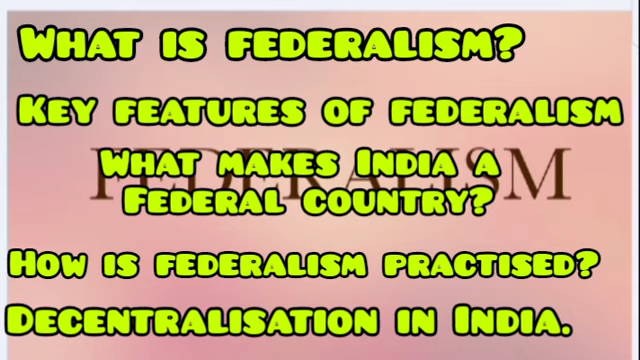 What is federalism?
Key features of federalism
FEDERALISM
What makes India a
Federal country?
How is federalism practised?
Decentralisation in India.